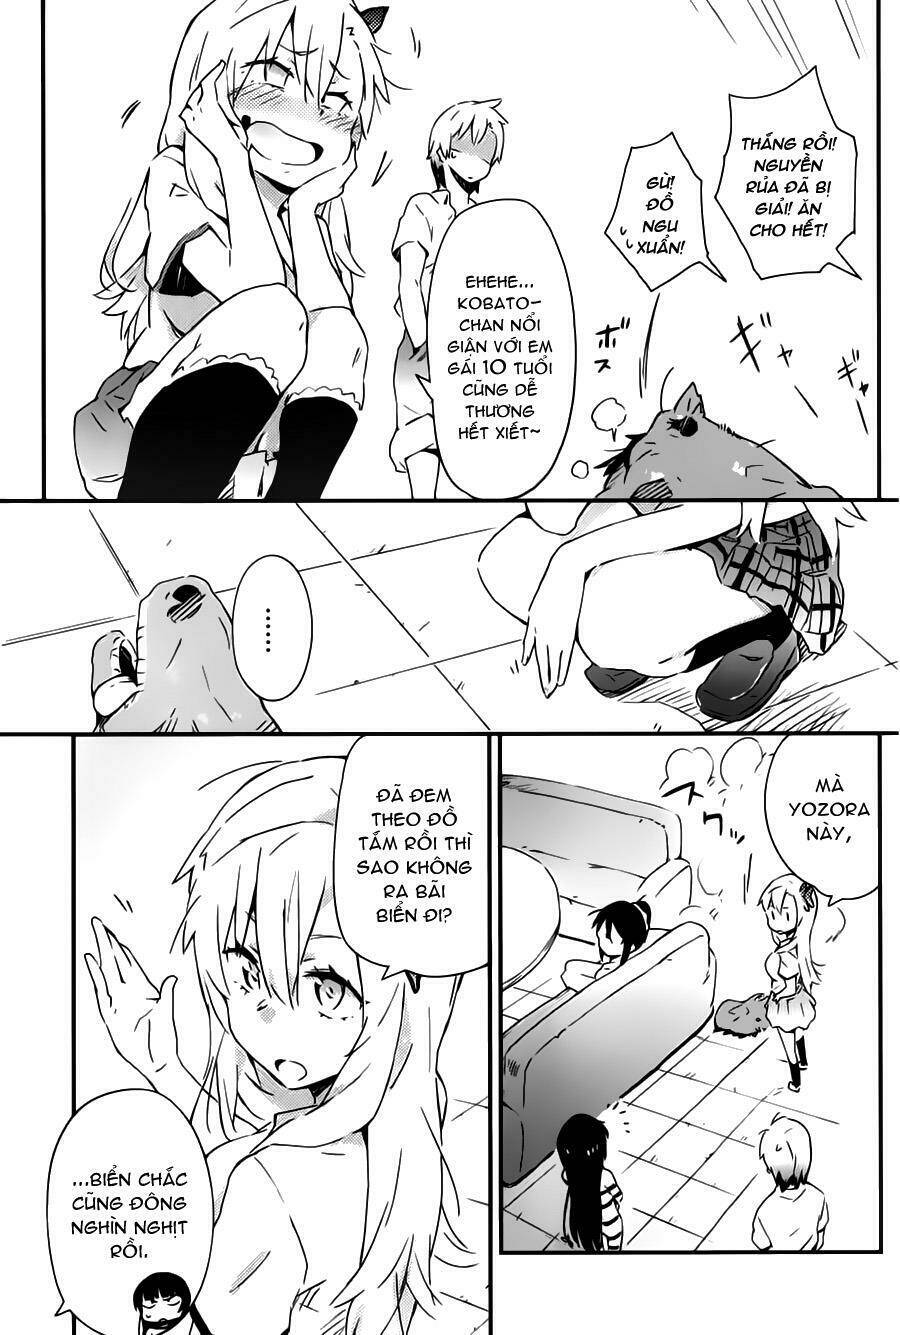 THẮNG RỒI!
NGUYỀN
RỦA ĐÃ BỊ
GIẢI! ĂN
CHO HẾT!
GỪ!
ĐỒ
NGU
XUẨN!
EHEHE...
KOBATO-
CHAN NỔI
GIẬN VỚI EM
GÁI 10 TUỔI
CŨNG DỄ
THƯƠNG
HẾT XIẾT~
ボス
ギャ
......
MÀ
YOZORA
NÀY,
スクッ
ĐÃ ĐEM
THEO ĐỒ
TẮM RỒI THÌ
SAO KHÔNG
RA BÃI
BIỂN ĐI?
...BIỂN CHẮC
CŨNG ĐÔNG
NGHÌN NGHỊT
RỒI.